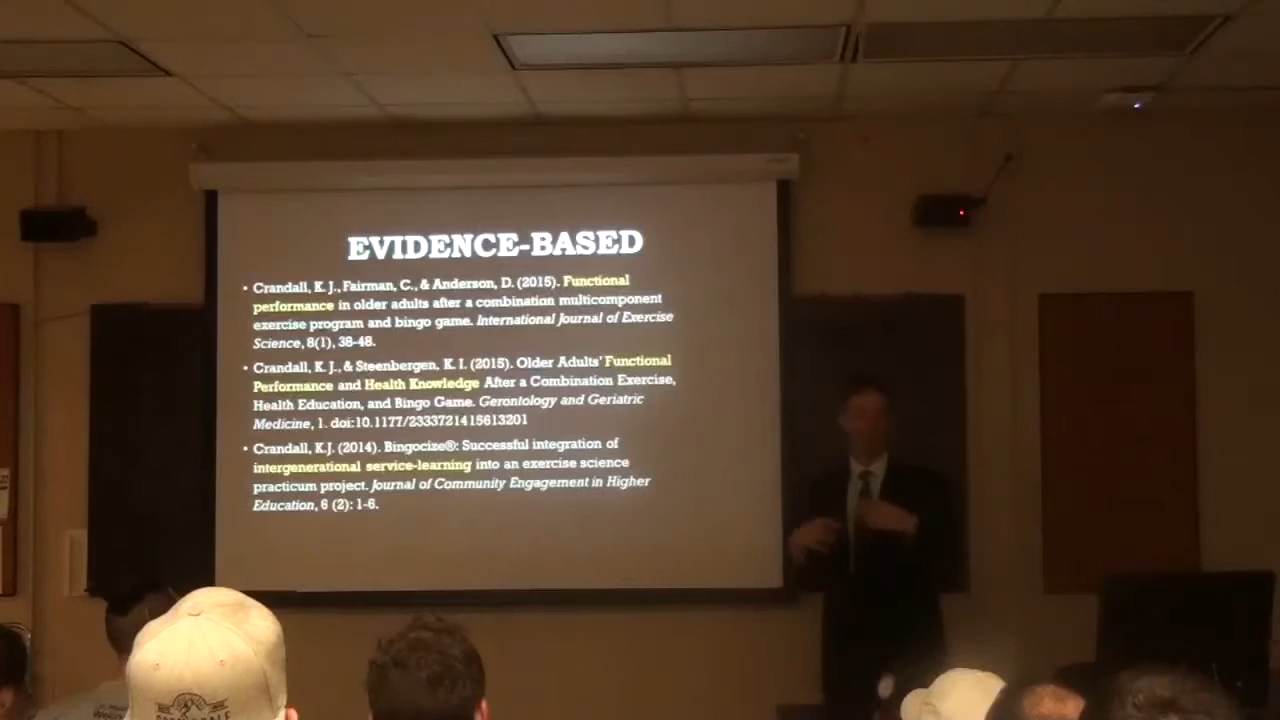 EVIDENCE-BASED
• Crandall, K. J., Fairman, C., & Anderson, D. (2015). Functional
performance in older adults after a combination multicomponent
exercise program and bingo game. International Journal of Exercise
Science, 8(1), 38-48.
• Crandall, K. J., & Steenbergen, K. I. (2015). Older Adults' Functional
Performance and Health Knowledge After a Combination Exercise,
Health Education, and Bingo Game. Gerontology and Geriatric
Medicine, 1. doi:10.1177/2333721415613201
• Crandall, K.J. (2014). Bingocize®: Successful integration of
intergenerational service-learning into an exercise science
practicum project. Journal of Community Engagement in Higher
Education, 6 (2): 1-6.